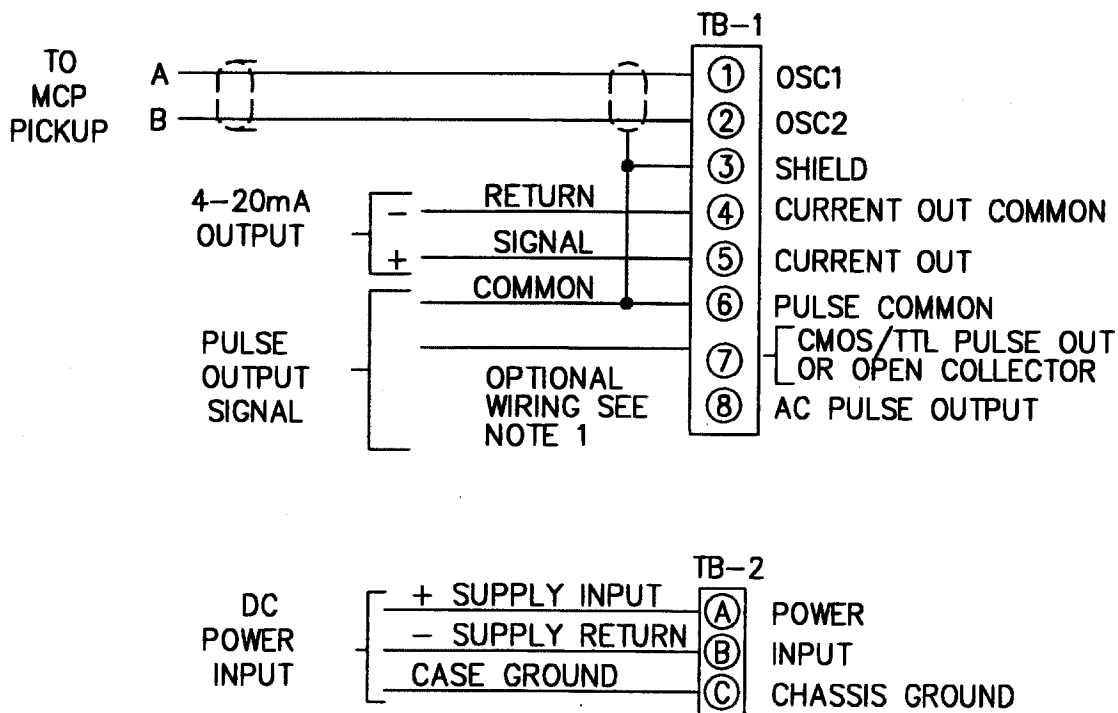 TB-1
TO
MCP
PICKUP
A
B
1 OSC1
2 OSC2
3 SHIELD
4-20mA
OUTPUT
- RETURN
4 CURRENT OUT COMMON
+ SIGNAL
5 CURRENT OUT
COMMON
6 PULSE COMMON
PULSE
OUTPUT
SIGNAL
OPTIONAL
WIRING SEE
NOTE 1
7 CMOS/TTL PULSE OUT
OR OPEN COLLECTOR
8 AC PULSE OUTPUT
TB-2
DC
POWER
INPUT
+ SUPPLY INPUT
A POWER
- SUPPLY RETURN
B INPUT
CASE GROUND
C CHASSIS GROUND